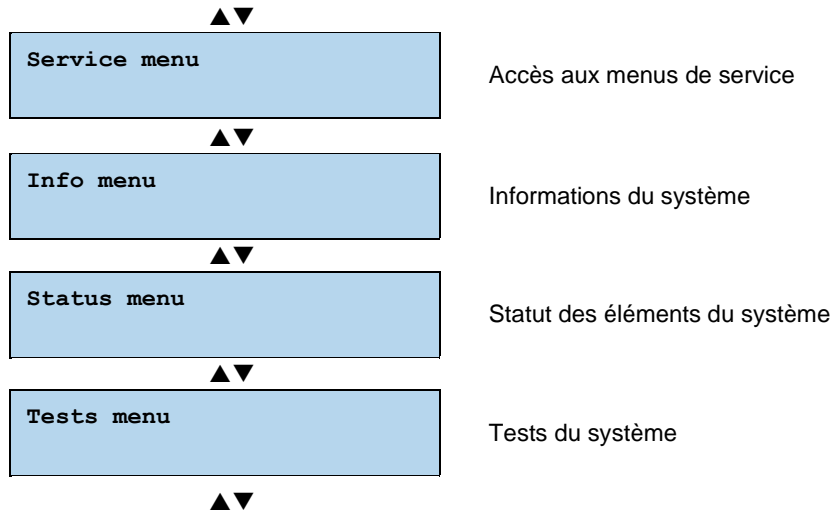 ▲▼
Service menu
Accès aux menus de service
▲▼
Info menu
Informations du système
▲▼
Status menu
Statut des éléments du système
▲▼
Tests menu
Tests du système
▲▼